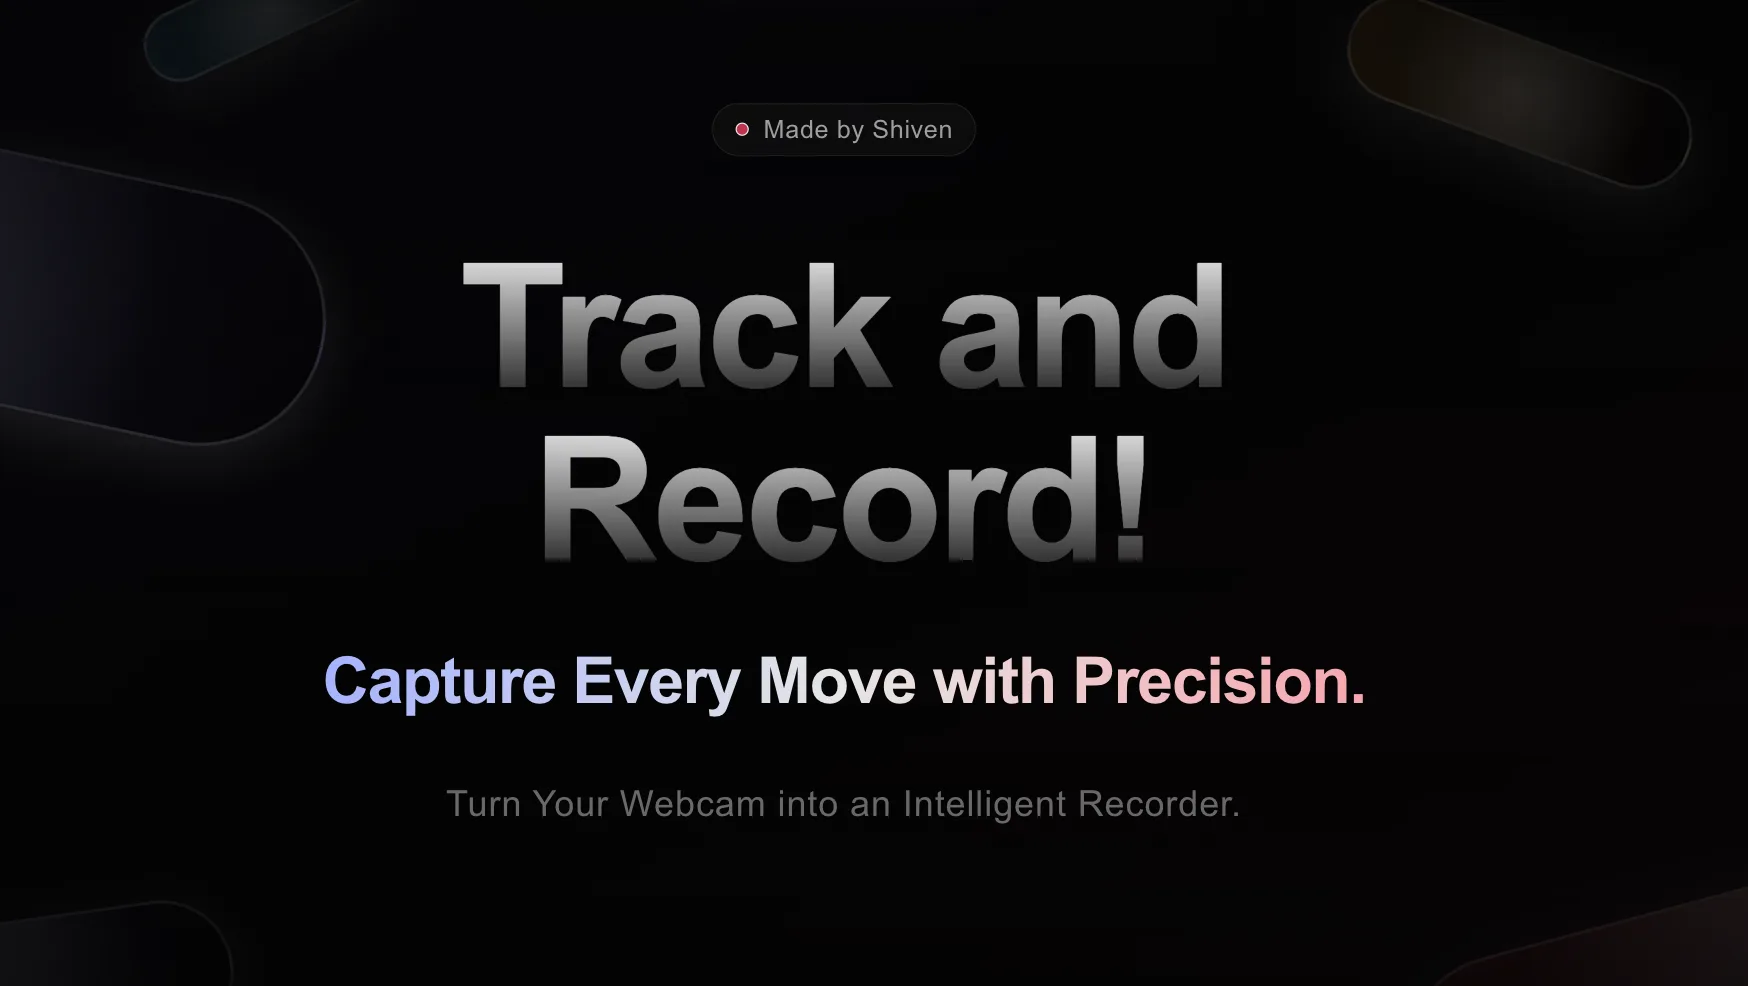 Made by Shiven
Track and
Record!
Capture Every Move with Precision.
Turn Your Webcam into an Intelligent Recorder.